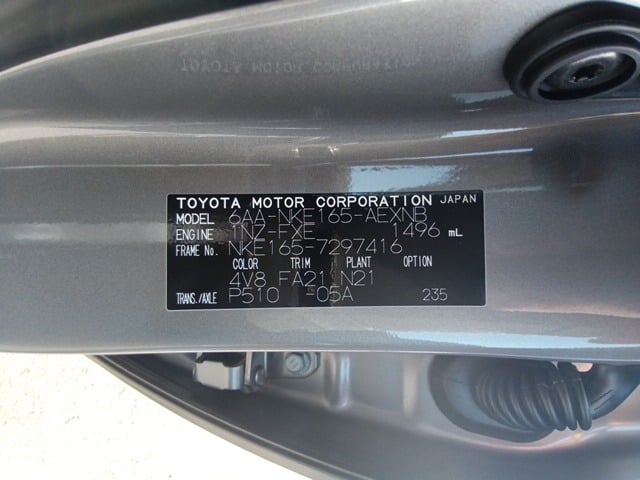 TOYOTA MOTOR CORPORATION JAPAN
MODEL 6AA-NKE165-AEXNB
ENGINE 1NZ-FXE 1496 mL
FRAME No. NKE165-7297416
COLOR TRIM PLANT OPTION
4V8 FA21 N21
TRANS./AXLE P510 -05A 235